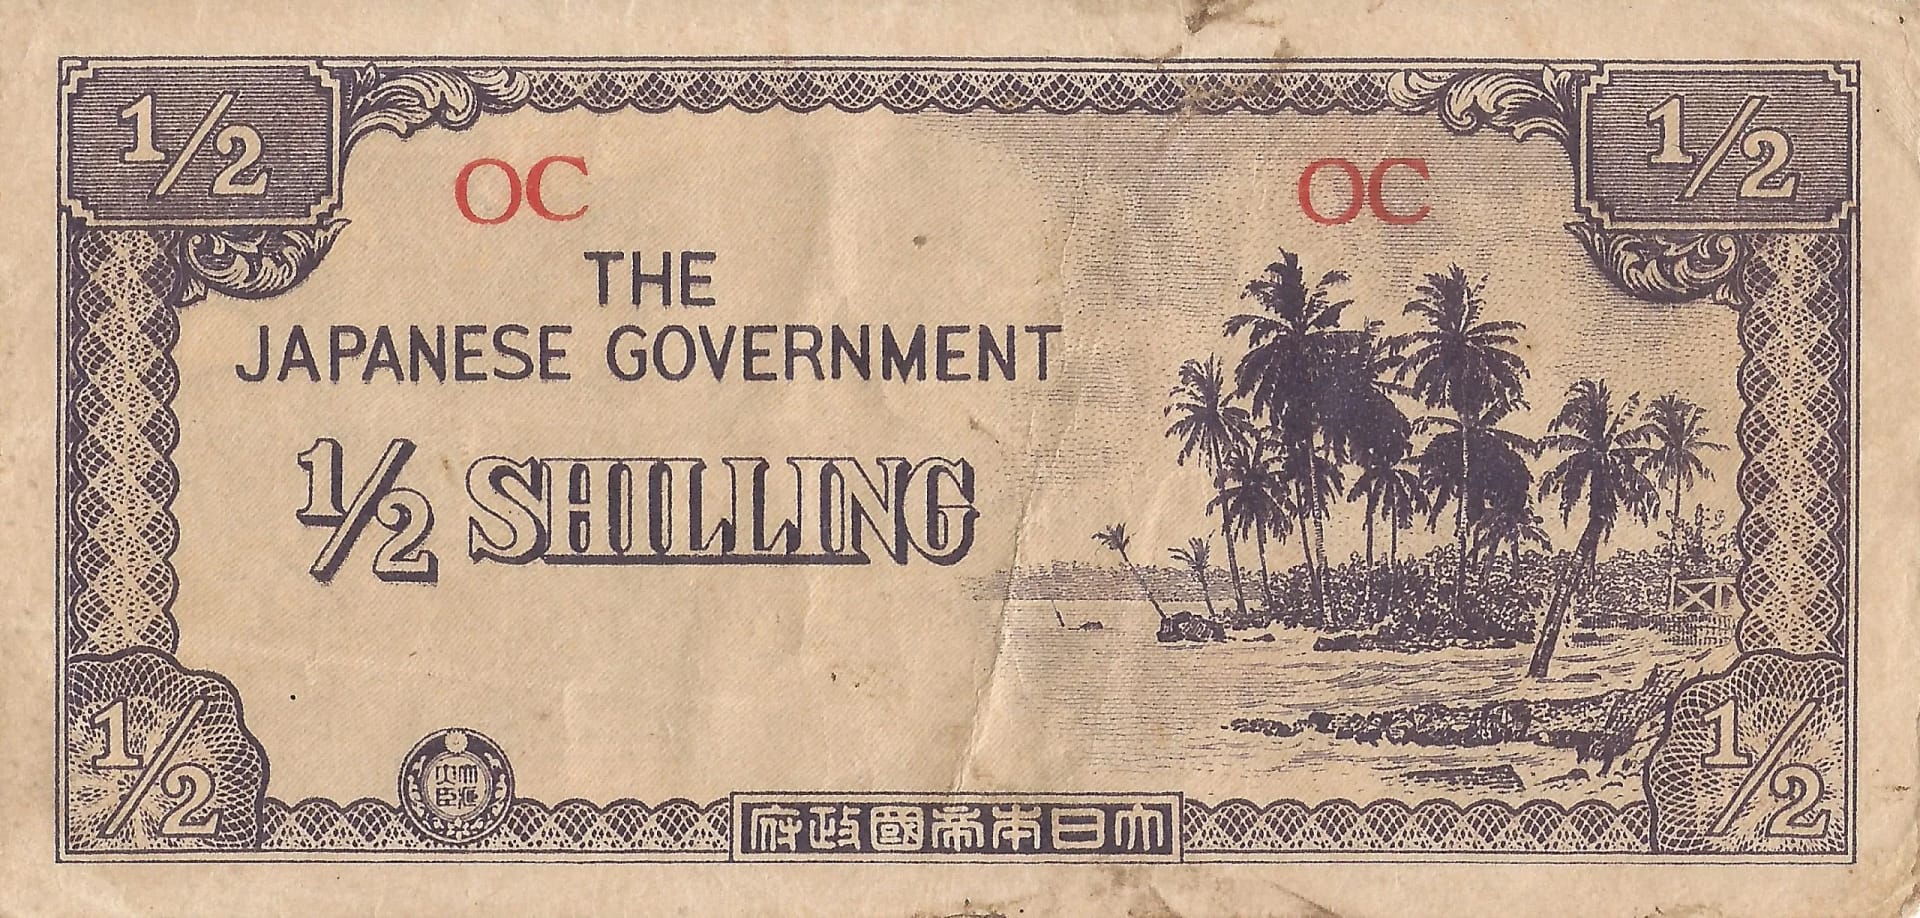 1/2 1/2
OC OC
THE
JAPANESE GOVERNMENT
1/2 SHILLING
1/2 1/2
大日本帝國政府